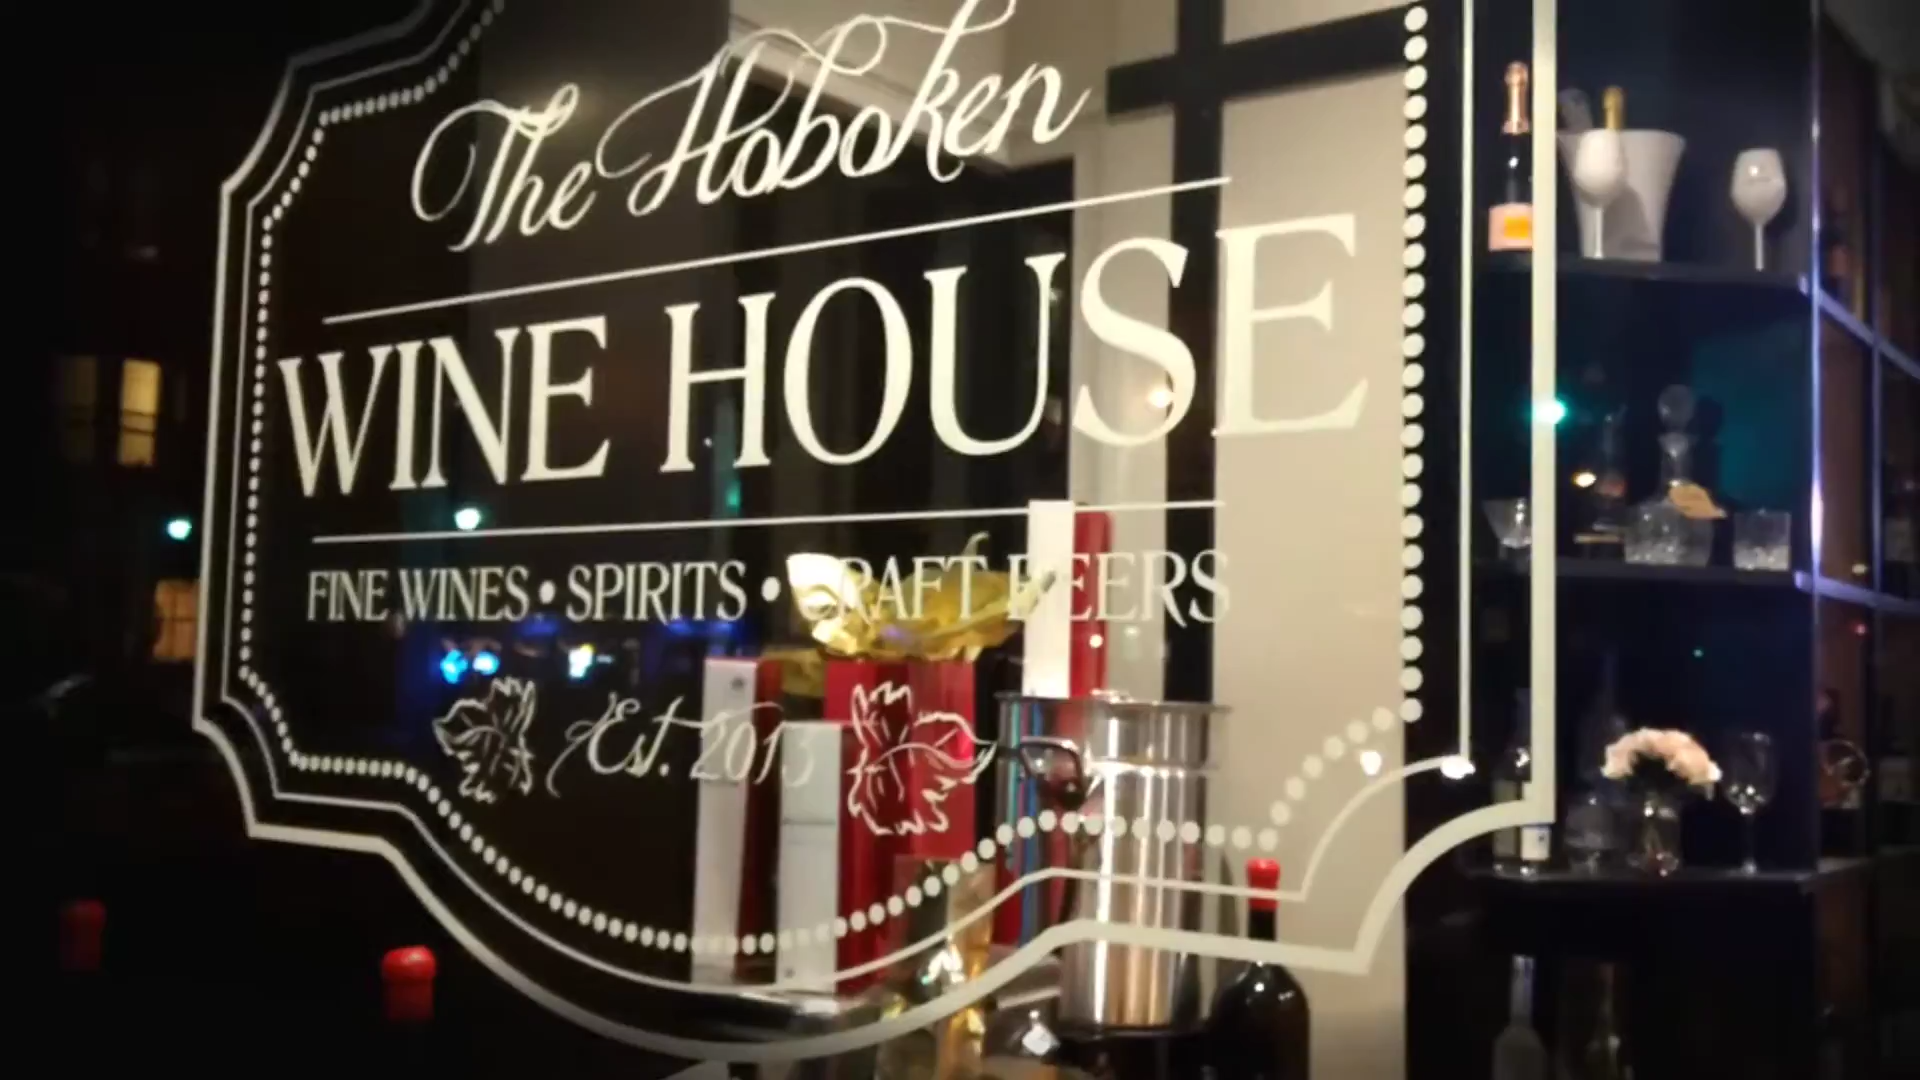 The Hoboken
WINE HOUSE
FINE WINES • SPIRITS • CRAFT BEERS
Est. 2013